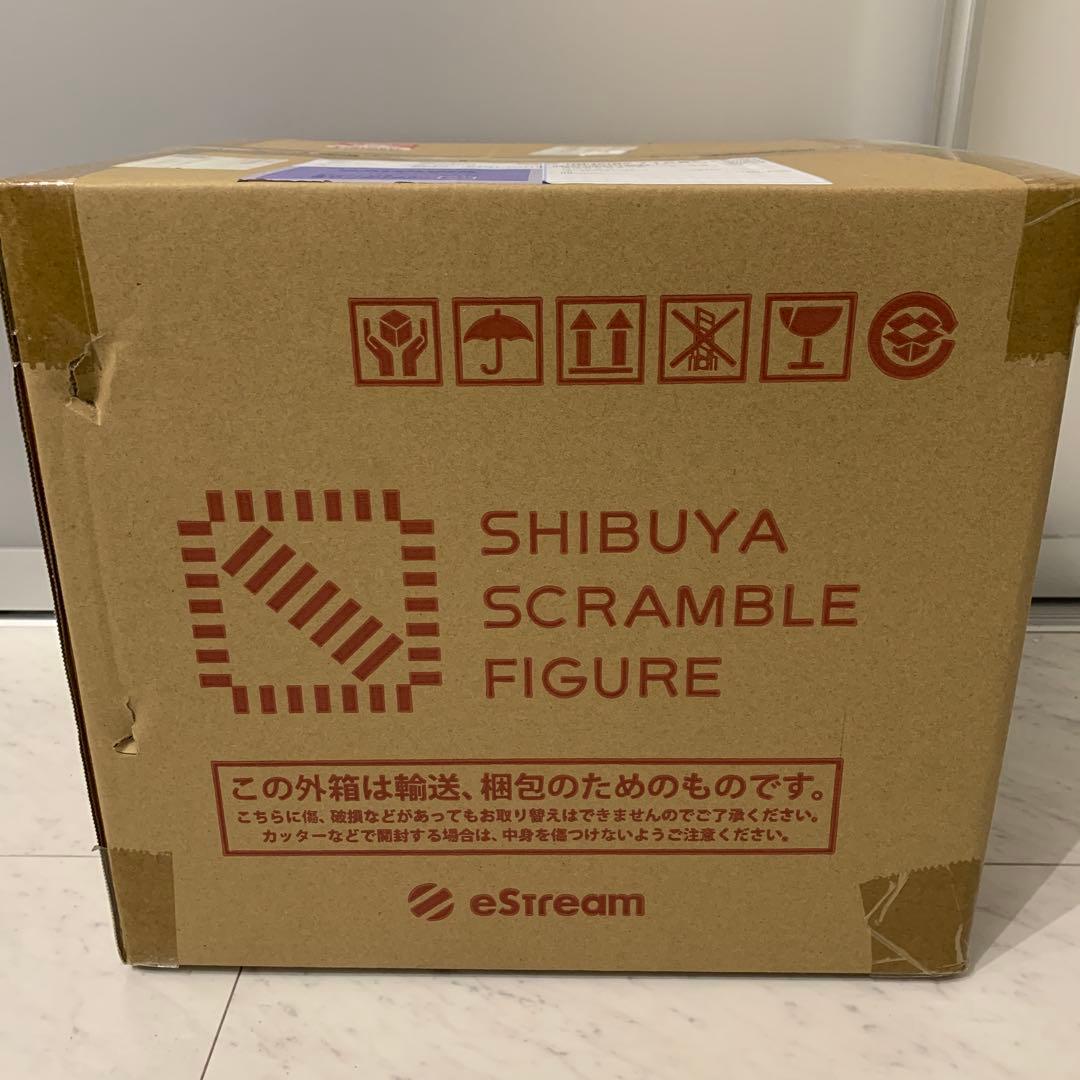 SHIBUYA
SCRAMBLE
FIGURE
この外箱は輸送、梱包のためのものです。
こちらに傷、破損などがあってもお取り替えはできませんのでご了承ください。
カッターなどで開封する場合は、中身を傷つけないようご注意ください。
eStream